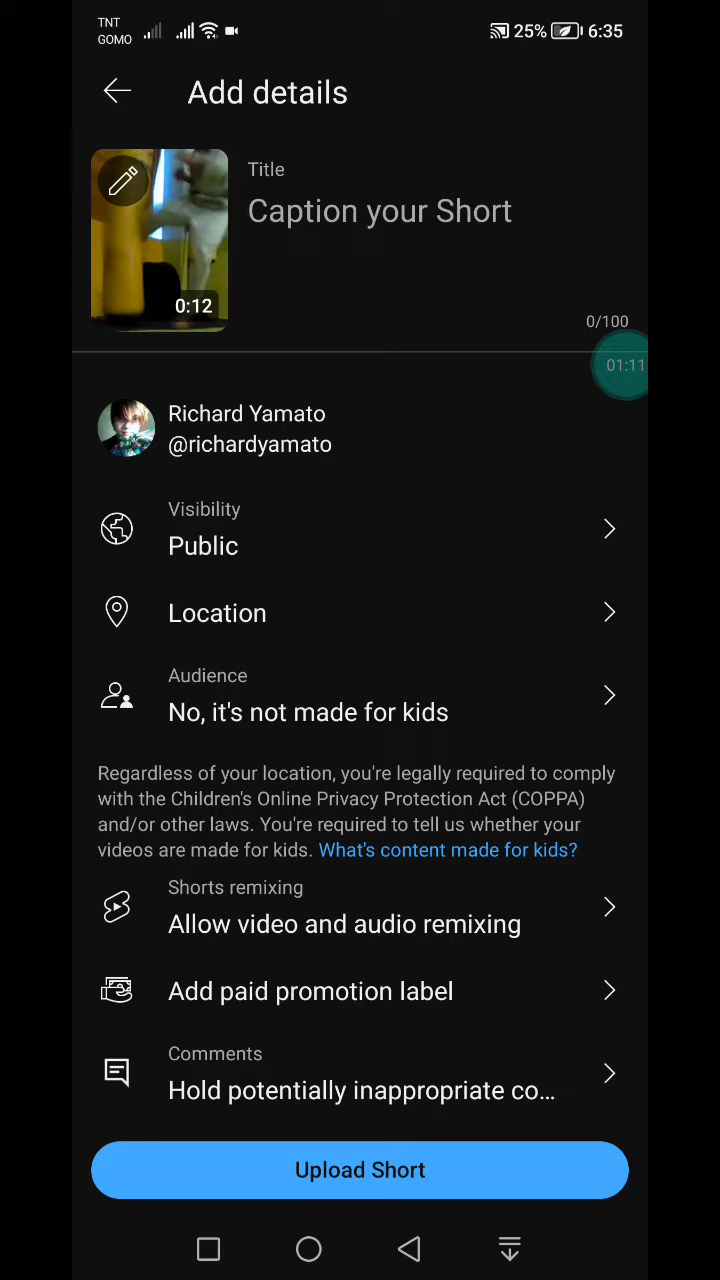 TNT
GOMO
25% 6:35
Add details
Title
Caption your Short
0:12
0/100
01:11
Richard Yamato
@richardyamato
Visibility
Public
Location
Audience
No, it's not made for kids
Regardless of your location, you're legally required to comply
with the Children's Online Privacy Protection Act (COPPA)
and/or other laws. You're required to tell us whether your
videos are made for kids. What's content made for kids?
Shorts remixing
Allow video and audio remixing
Add paid promotion label
Comments
Hold potentially inappropriate co...
Upload Short